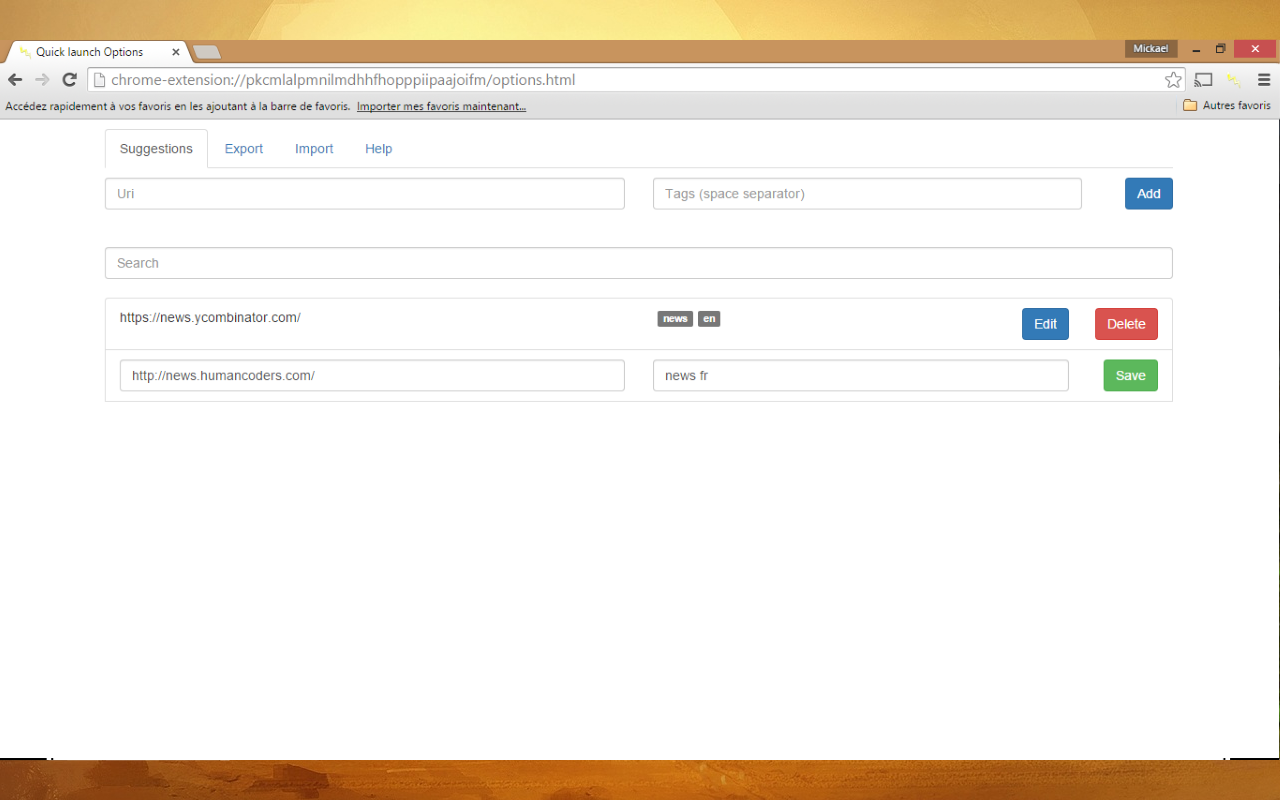 Quick launch Options
Mickael
chrome-extension://pkcmlalpmnilmdhhfhopppiipaajoifm/options.html
Accédez rapidement à vos favoris en les ajoutant à la barre de favoris. Importer mes favoris maintenant...
Autres favoris
Suggestions Export Import Help
Uri Tags (space separator) Add
Search
https://news.ycombinator.com/ news en Edit Delete
http://news.humancoders.com/ news fr Save